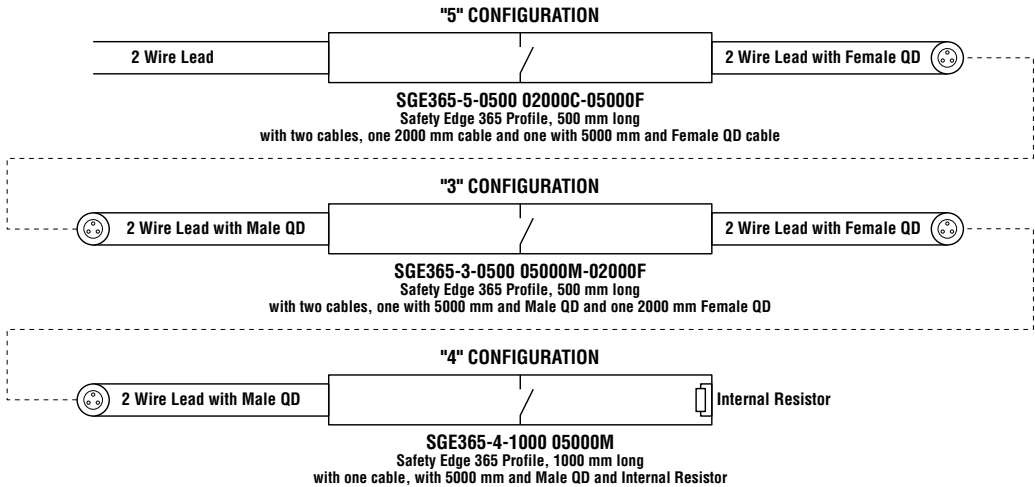 "5" CONFIGURATION
2 Wire Lead
2 Wire Lead with Female QD
SGE365-5-0500 02000C-05000F
Safety Edge 365 Profile, 500 mm long
with two cables, one 2000 mm cable and one with 5000 mm and Female QD cable
"3" CONFIGURATION
2 Wire Lead with Male QD
2 Wire Lead with Female QD
SGE365-3-0500 05000M-02000F
Safety Edge 365 Profile, 500 mm long
with two cables, one with 5000 mm and Male QD and one 2000 mm Female QD
"4" CONFIGURATION
2 Wire Lead with Male QD
Internal Resistor
SGE365-4-1000 05000M
Safety Edge 365 Profile, 1000 mm long
with one cable, with 5000 mm and Male QD and Internal Resistor